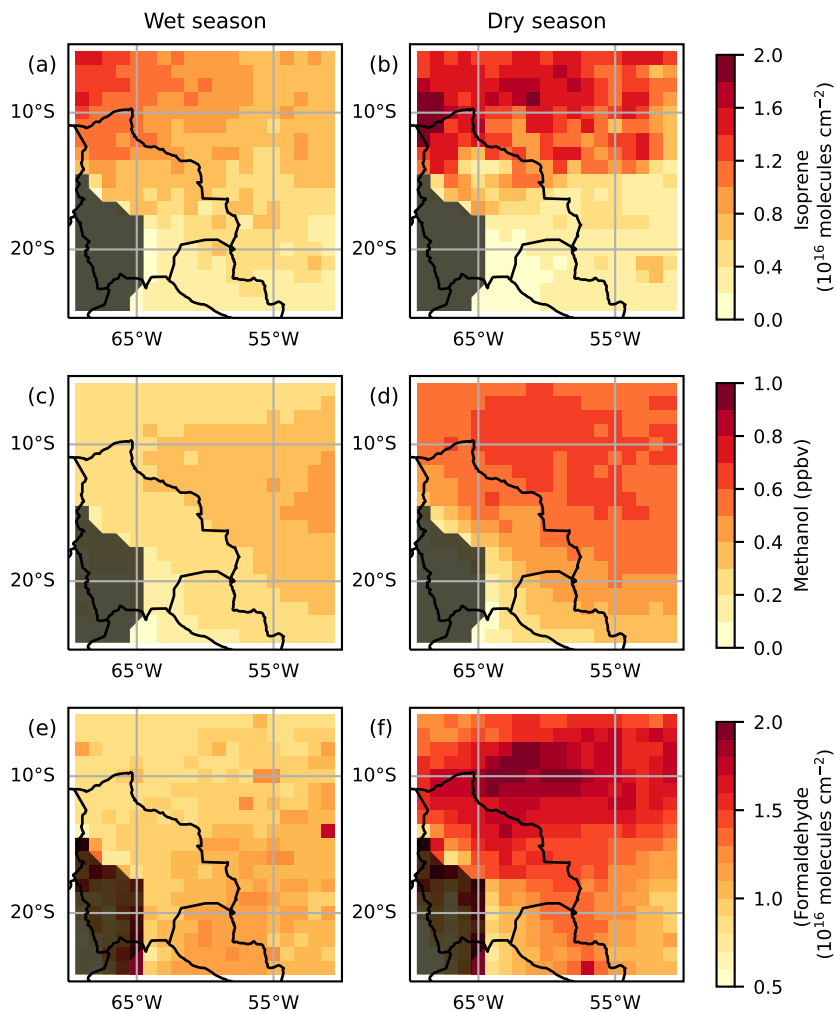 Wet season
Dry season
(a)
(b)
2.0
1.6
1.2
0.8
0.4
0.0
Isoprene
(10¹⁶ molecules cm⁻²)
10°S
20°S
65°W
55°W
65°W
55°W
(c)
(d)
1.0
0.8
0.6
0.4
0.2
0.0
Methanol (ppbv)
10°S
10°S
20°S
20°S
65°W
55°W
65°W
55°W
(e)
(f)
2.0
1.5
1.0
0.5
(Formaldehyde
(10¹⁶ molecules cm⁻²)
10°S
10°S
20°S
20°S
65°W
55°W
65°W
55°W
10°S
20°S